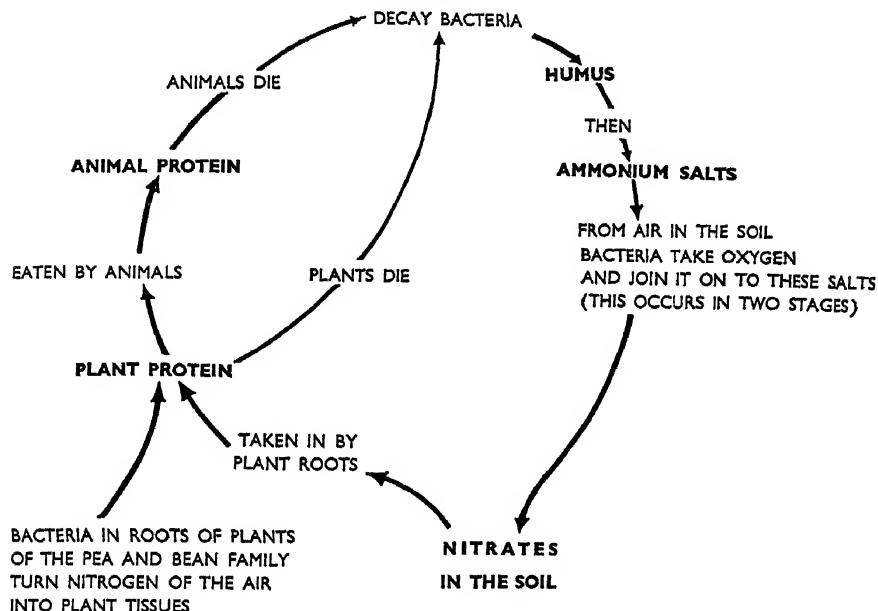 DECAY BACTERIA
ANIMALS DIE
HUMUS
THEN
ANIMAL PROTEIN
AMMONIUM SALTS
FROM AIR IN THE SOIL
BACTERIA TAKE OXYGEN
AND JOIN IT ON TO THESE SALTS
(THIS OCCURS IN TWO STAGES)
EATEN BY ANIMALS
PLANTS DIE
PLANT PROTEIN
TAKEN IN BY
PLANT ROOTS
BACTERIA IN ROOTS OF PLANTS
OF THE PEA AND BEAN FAMILY
TURN NITROGEN OF THE AIR
INTO PLANT TISSUES
NITRATES
IN THE SOIL